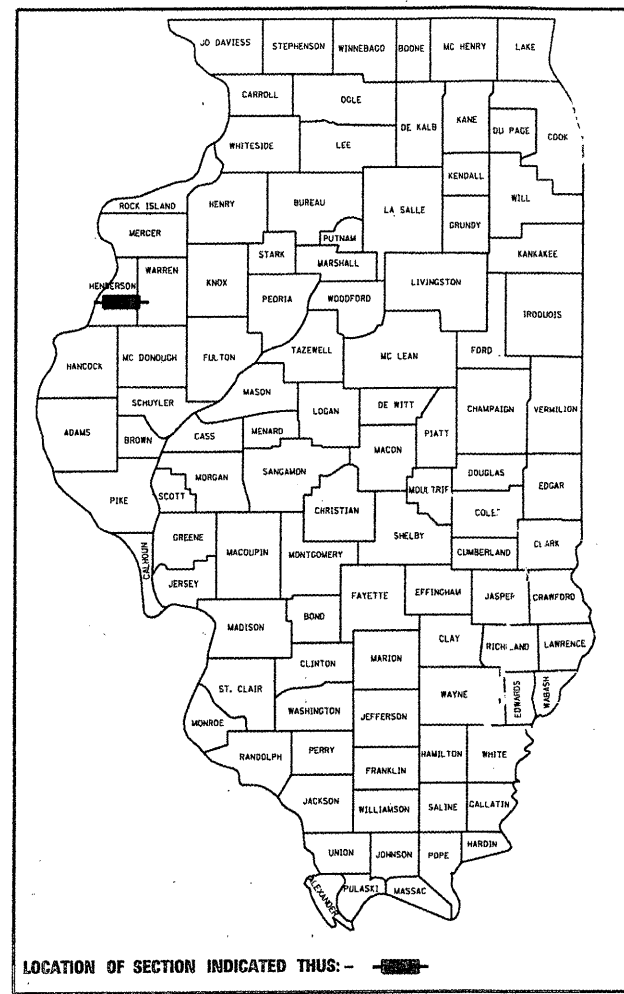 JO DAVIESS STEPHENSON WINNEBAGO BOONE MC HENRY LAKE
CARROLL OGLE
DE KALB KANE DU PAGE COOK
WHITESIDE LEE
KENDALL
ROCK ISLAND HENRY BUREAU LA SALLE WILL
MERCER PUTNAM GRUNDY
STARK MARSHALL KANKAKEE
HENDERSON WARREN KNOX PEORIA WOODFORD LIVINGSTON
IROQUOIS
HANCOCK MC DONOUGH FULTON TAZEWELL MC LEAN FORD
SCHUYLER MASON LOGAN DE WITT CHAMPAIGN VERMILION
ADAMS BROWN CASS MENARD MACON PIATT
PIKE SCOTT MORGAN SANGAMON MOULTRIE DOUGLAS EDGAR
CHRISTIAN COLES
GREENE MACOUPIN MONTGOMERY SHELBY CUMBERLAND CLARK
CALHOUN JERSEY
MADISON BOND FAYETTE EFFINGHAM JASPER CRAWFORD
CLINTON MARION CLAY RICHLAND LAWRENCE
ST. CLAIR WASHINGTON JEFFERSON WAYNE EDWARDS WABASH
MONROE
RANDOLPH PERRY FRANKLIN HAMILTON WHITE
JACKSON WILLIAMSON SALINE GALLATIN
UNION JOHNSON POPE HARDIN
ALEXANDER PULASKI MASSAC
LOCATION OF SECTION INDICATED THUS: -